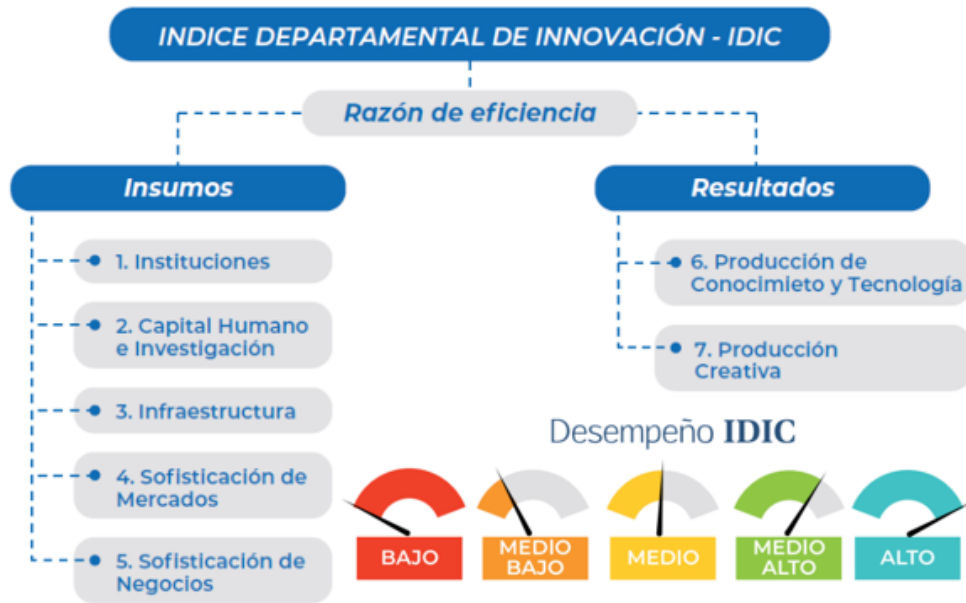 INDICE DEPARTAMENTAL DE INNOVACIÓN - IDIC
Razón de eficiencia
Insumos
1. Instituciones
2. Capital Humano
e Investigación
3. Infraestructura
4. Sofisticación de
Mercados
5. Sofisticación de
Negocios
Resultados
6. Producción de
Conocimieto y Tecnología
7. Producción
Creativa
Desempeño IDIC
BAJO
MEDIO
BAJO
MEDIO
MEDIO
ALTO
ALTO